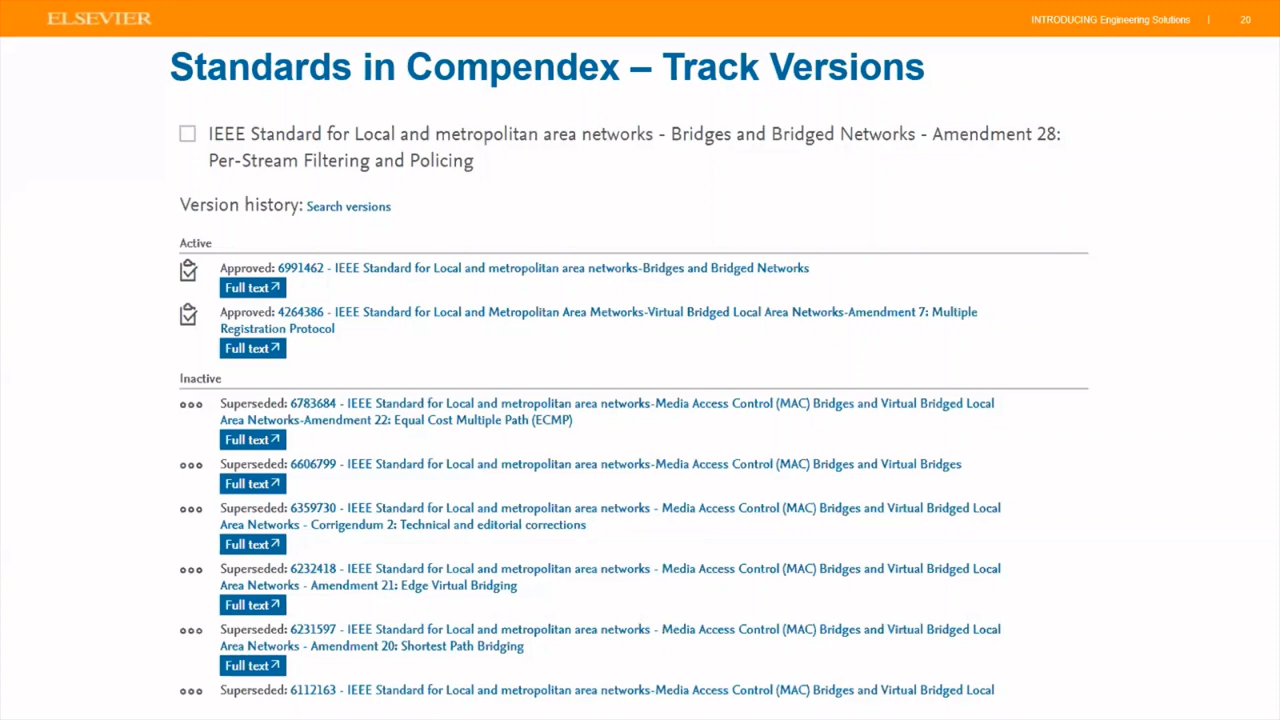 ELSEVIER
INTRODUCING Engineering Solutions | 20
Standards in Compendex – Track Versions
IEEE Standard for Local and metropolitan area networks - Bridges and Bridged Networks - Amendment 28:
Per-Stream Filtering and Policing
Version history: Search versions
Active
Approved: 6991462 - IEEE Standard for Local and metropolitan area networks-Bridges and Bridged Networks
Full text
Approved: 4264386 - IEEE Standard for Local and Metropolitan Area Metworks-Virtual Bridged Local Area Networks-Amendment 7: Multiple
Registration Protocol
Full text
Inactive
Superseded: 6783684 - IEEE Standard for Local and metropolitan area networks-Media Access Control (MAC) Bridges and Virtual Bridged Local
Area Networks-Amendment 22: Equal Cost Multiple Path (ECMP)
Full text
Superseded: 6606799 - IEEE Standard for Local and metropolitan area networks-Media Access Control (MAC) Bridges and Virtual Bridges
Full text
Superseded: 6359730 - IEEE Standard for Local and metropolitan area networks - Media Access Control (MAC) Bridges and Virtual Bridged Local
Area Networks - Corrigendum 2: Technical and editorial corrections
Full text
Superseded: 6232418 - IEEE Standard for Local and metropolitan area networks - Media Access Control (MAC) Bridges and Virtual Bridged Local
Area Networks - Amendment 21: Edge Virtual Bridging
Full text
Superseded: 6231597 - IEEE Standard for Local and metropolitan area networks - Media Access Control (MAC) Bridges and Virtual Bridged Local
Area Networks - Amendment 20: Shortest Path Bridging
Full text
Superseded: 6112163 - IEEE Standard for Local and metropolitan area networks-Media Access Control (MAC) Bridges and Virtual Bridged Local